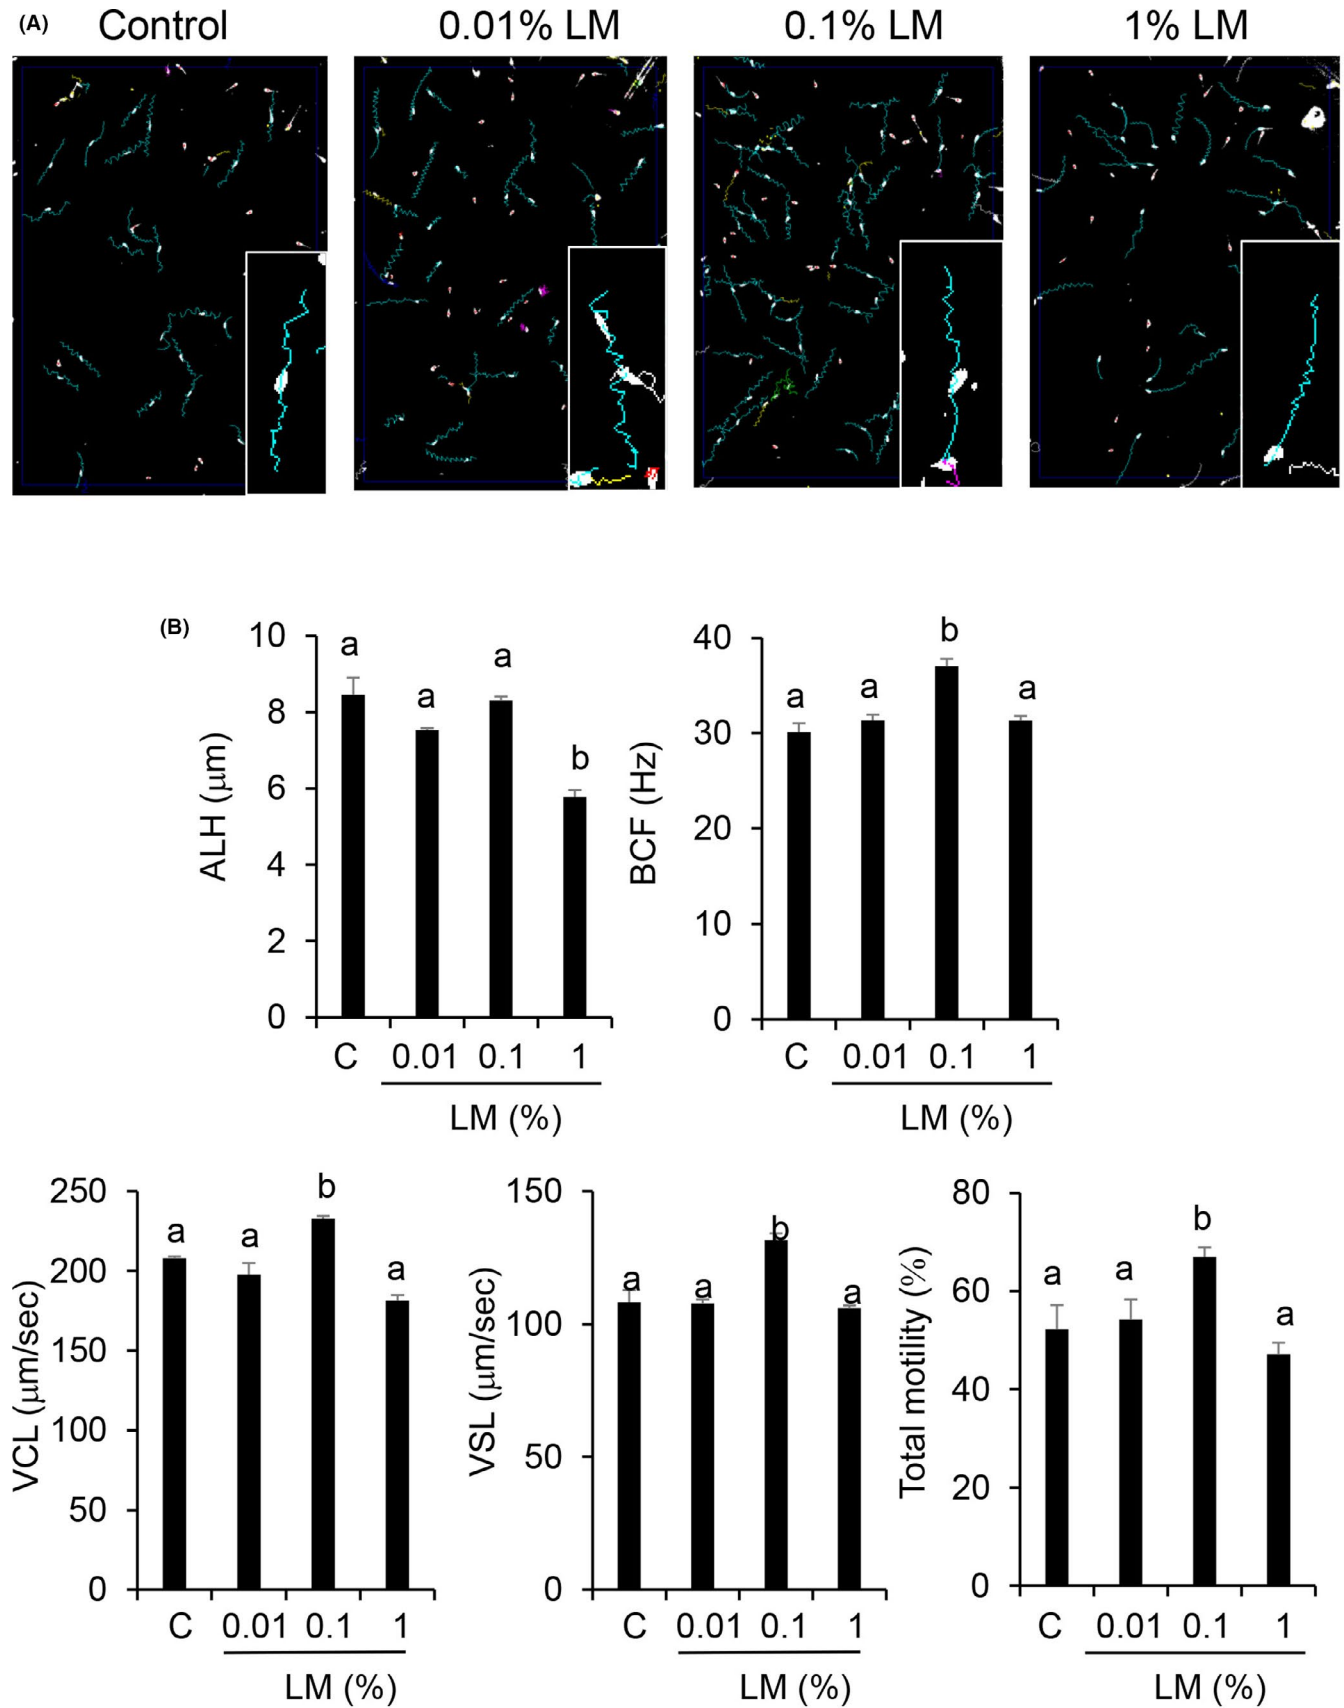 (A) Control 0.01% LM 0.1% LM 1% LM
(B)
10
8
6
4
2
0
ALH (μm)
a
a
a
b
C 0.01 0.1 1
LM (%)
40
30
20
10
0
BCF (Hz)
a
a
b
a
C 0.01 0.1 1
LM (%)
250
200
150
100
50
0
VCL (μm/sec)
a
a
b
a
C 0.01 0.1 1
LM (%)
150
100
50
0
VSL (μm/sec)
a
a
b
a
C 0.01 0.1 1
LM (%)
80
60
40
20
0
Total motility (%)
a
a
b
a
C 0.01 0.1 1
LM (%)